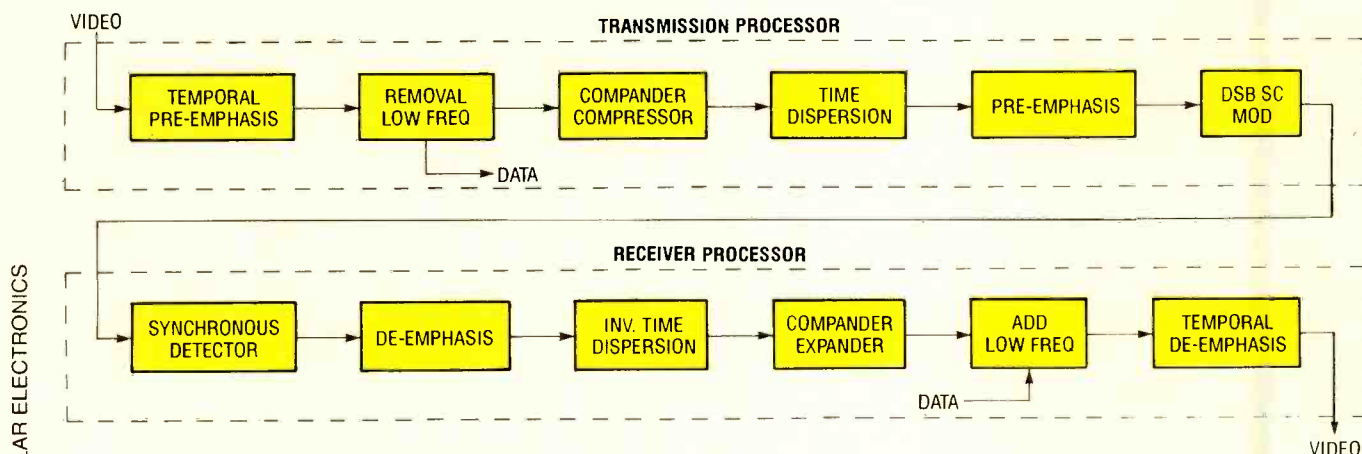 VIDEO
TRANSMISSION PROCESSOR
TEMPORAL
PRE-EMPHASIS
REMOVAL
LOW FREQ
COMPANDER
COMPRESSOR
TIME
DISPERSION
PRE-EMPHASIS
DSB SC
MOD
DATA
RECEIVER PROCESSOR
SYNCHRONOUS
DETECTOR
DE-EMPHASIS
INV. TIME
DISPERSION
COMPANDER
EXPANDER
ADD
LOW FREQ
TEMPORAL
DE-EMPHASIS
DATA
VIDEO
LAR ELECTRONICS